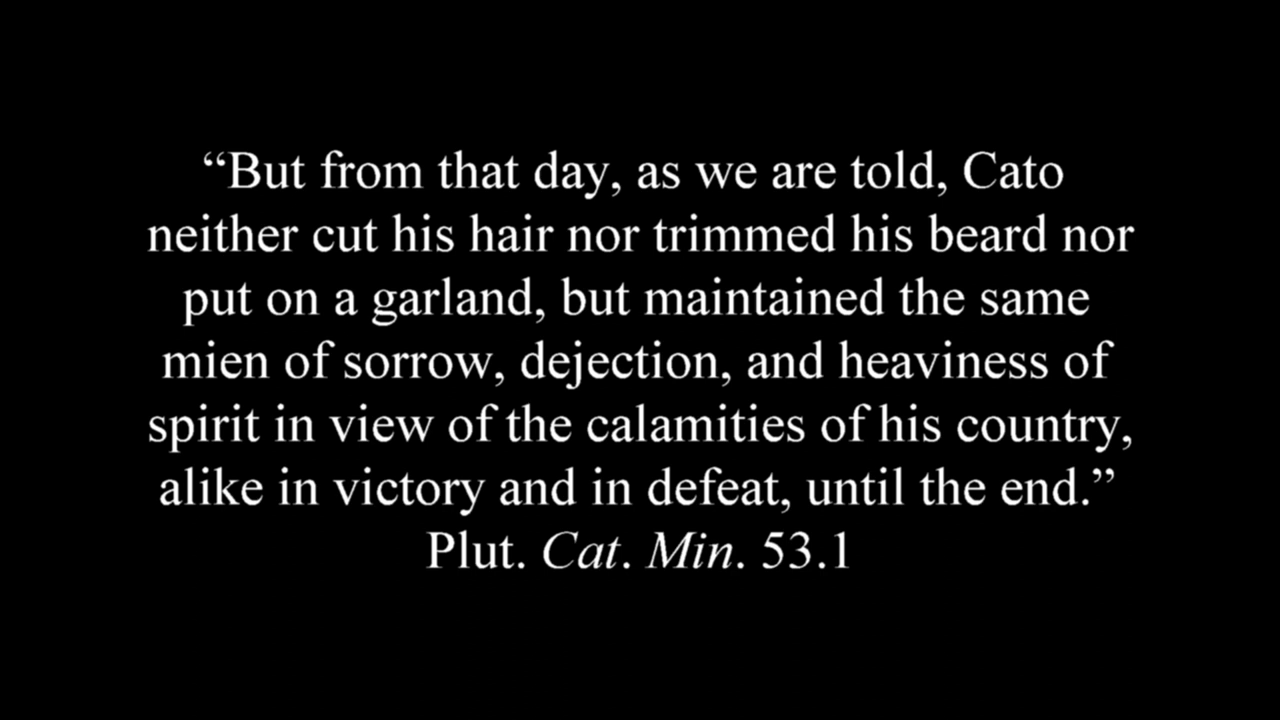 “But from that day, as we are told, Cato
neither cut his hair nor trimmed his beard nor
put on a garland, but maintained the same
mien of sorrow, dejection, and heaviness of
spirit in view of the calamities of his country,
alike in victory and in defeat, until the end.”
Plut. Cat. Min. 53.1